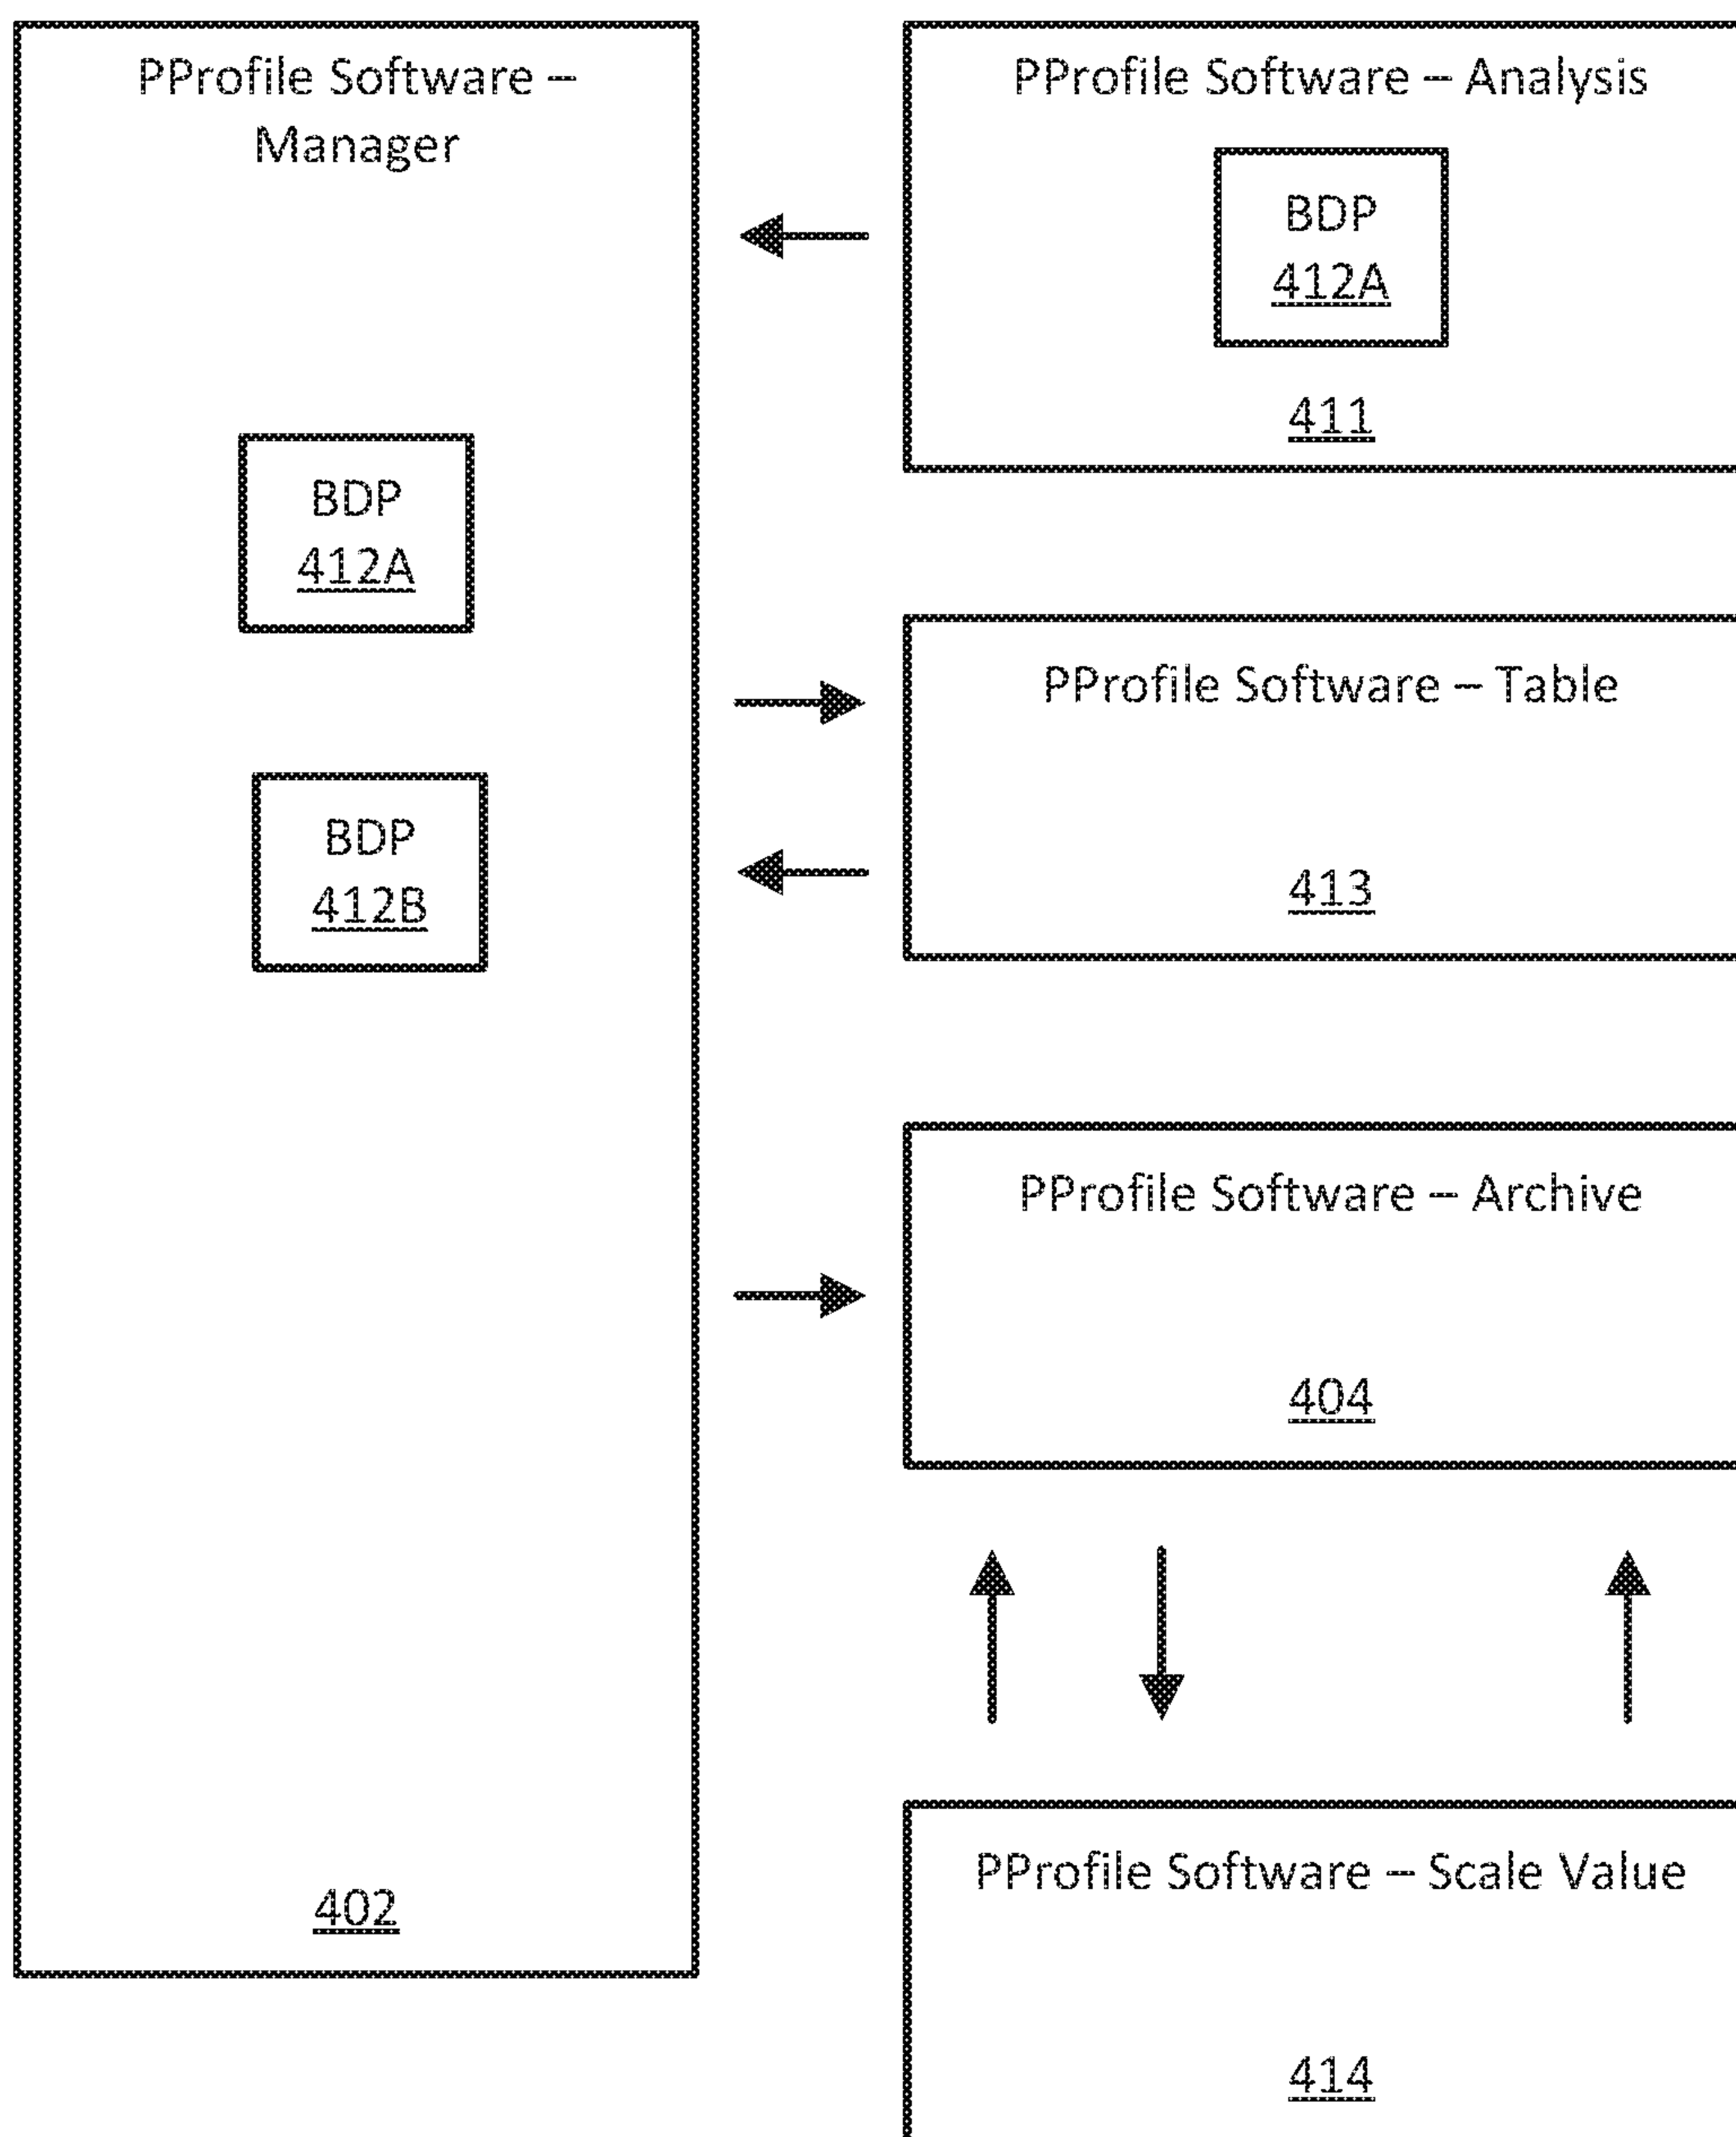 PProfile Software –
Manager
BDP
412A
BDP
412B
402
PProfile Software – Analysis
BDP
412A
411
PProfile Software – Table
413
PProfile Software – Archive
404
PProfile Software – Scale Value
414